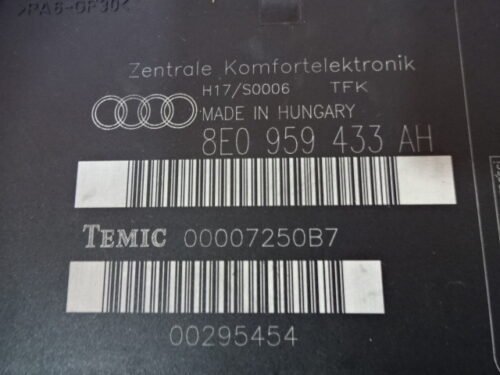 >PA6-GF30<
Zentrale Komfortelektronik
H17/S0006 TFK
MADE IN HUNGARY
8E0 959 433 AH
TEMIC 00007250B7
00295454